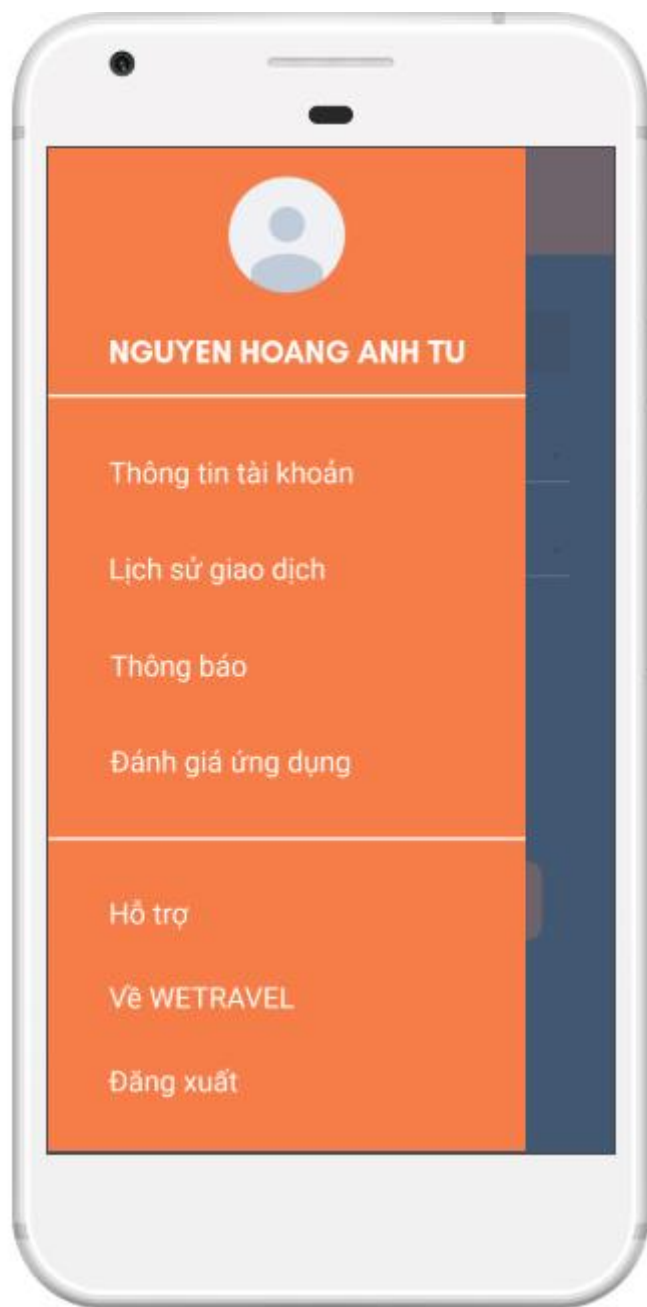 NGUYEN HOANG ANH TU
Thông tin tài khoản
Lịch sử giao dịch
Thông báo
Đánh giá ứng dụng
Hỗ trợ
Về WETRAVEL
Đăng xuất